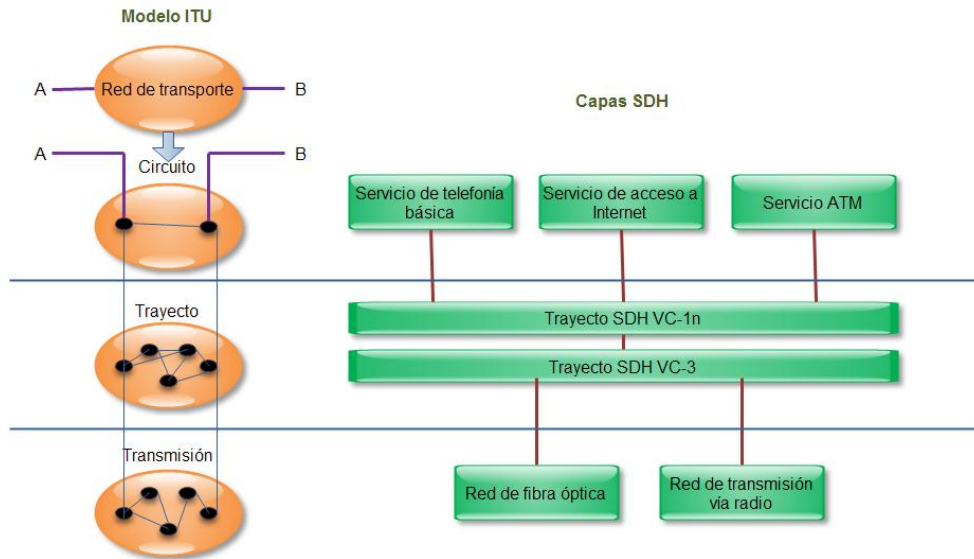 Modelo ITU
A
Red de transporte
B
Capas SDH
A
B
Circuito
Servicio de telefonía
básica
Servicio de acceso a
Internet
Servicio ATM
Trayecto
Trayecto SDH VC-1n
Trayecto SDH VC-3
Transmisión
Red de fibra óptica
Red de transmisión
vía radio